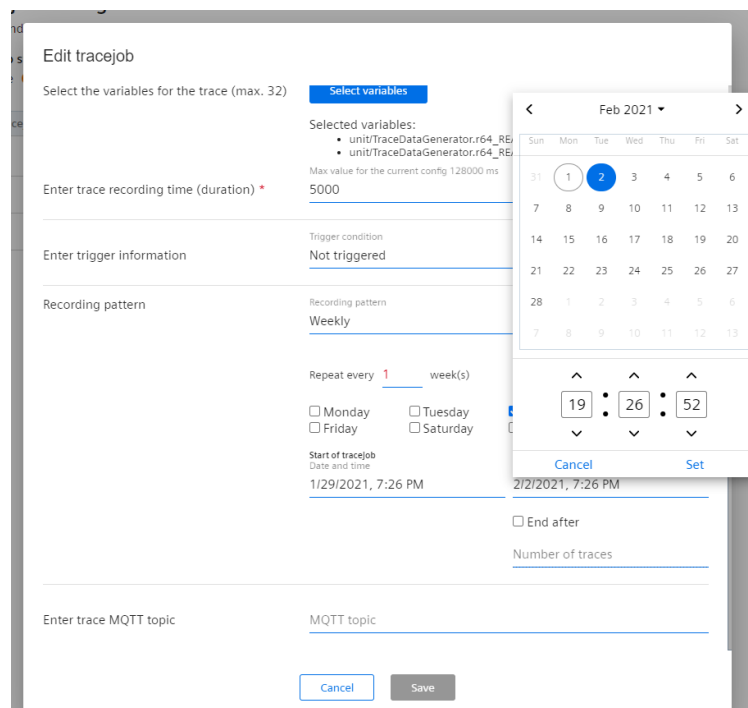 Edit tracejob
Select the variables for the trace (max. 32)
Select variables
Selected variables:
unit/TraceDataGenerator.r64_RE
unit/TraceDataGenerator.r64_RE
Max value for the current config 128000 ms
Enter trace recording time (duration) *
5000
Trigger condition
Enter trigger information
Not triggered
Recording pattern
Recording pattern
Weekly
Repeat every 1 week(s)
Monday Tuesday
Friday Saturday
Start of tracejob
Date and time
1/29/2021, 7:26 PM
2/2/2021, 7:26 PM
End after
Number of traces
Enter trace MQTT topic
MQTT topic
Cancel Save
Feb 2021
Sun Mon Tue Wed Thu Fri Sat
31 1 2 3 4 5 6
7 8 9 10 11 12 13
14 15 16 17 18 19 20
21 22 23 24 25 26 27
28 1 2 3 4 5 6
7 8 9 10 11 12 13
19 : 26 : 52
Cancel Set